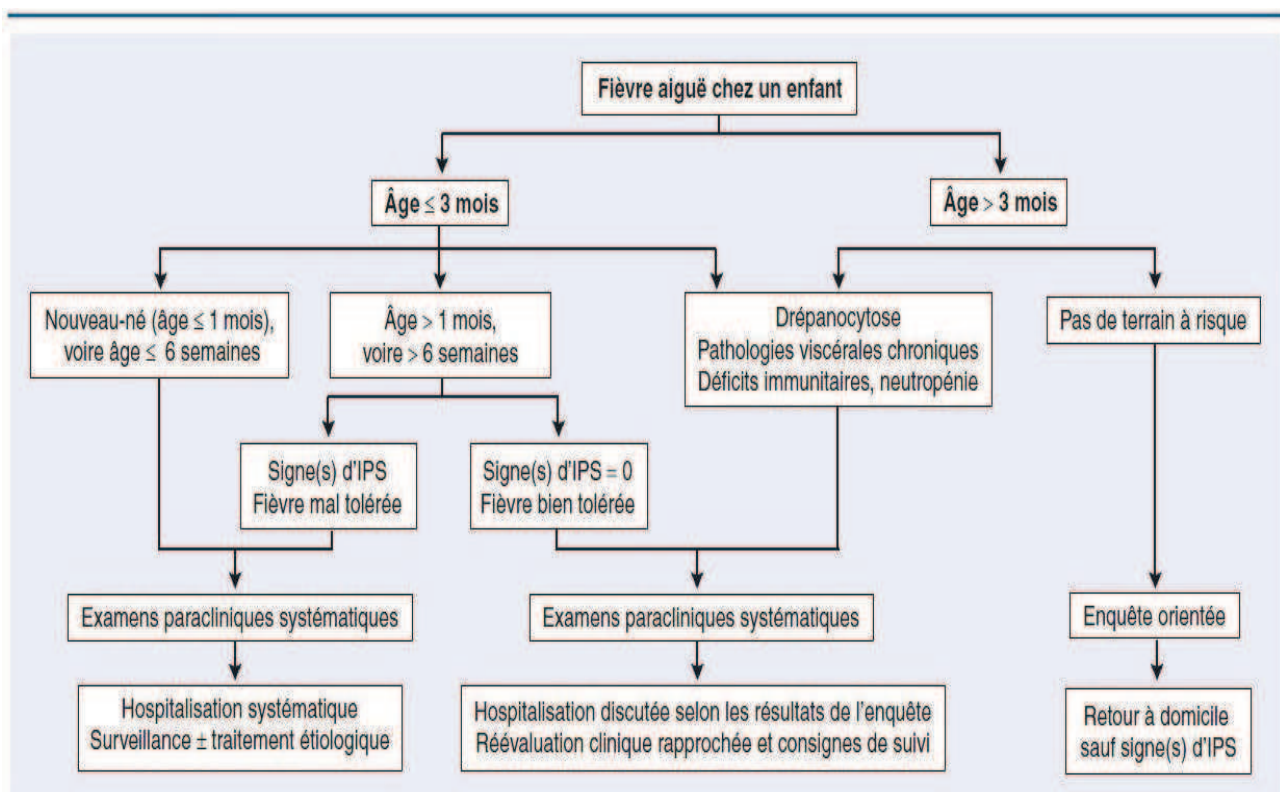 Fièvre aiguë chez un enfant
Âge ≤ 3 mois
Âge > 3 mois
Nouveau-né (âge ≤ 1 mois),
voire âge ≤ 6 semaines
Âge > 1 mois,
voire > 6 semaines
Drépanocytose
Pathologies viscérales chroniques
Déficits immunitaires, neutropénie
Pas de terrain à risque
Signe(s) d'IPS
Fièvre mal tolérée
Signe(s) d'IPS = 0
Fièvre bien tolérée
Examens paracliniques systématiques
Examens paracliniques systématiques
Enquête orientée
Hospitalisation systématique
Surveillance ± traitement étiologique
Hospitalisation discutée selon les résultats de l'enquête
Réévaluation clinique rapprochée et consignes de suivi
Retour à domicile
sauf signe(s) d'IPS